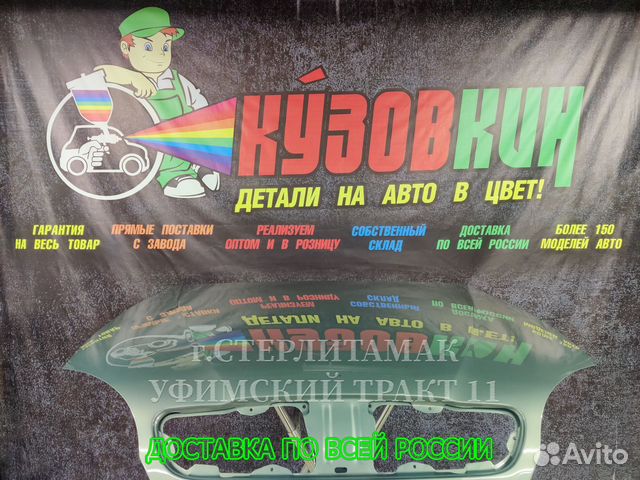 КУЗОВКИН
ДЕТАЛИ НА АВТО В ЦВЕТ!
ГАРАНТИЯ НА ВЕСЬ ТОВАР
ПРЯМЫЕ ПОСТАВКИ С ЗАВОДА
РЕАЛИЗУЕМ ОПТОМ И В РОЗНИЦУ
СОБСТВЕННЫЙ СКЛАД
ДОСТАВКА ПО ВСЕЙ РОССИИ
БОЛЕЕ 150 МОДЕЛЕЙ АВТО
Г.СТЕРЛИТАМАК
УФИМСКИЙ ТРАКТ 11
ДОСТАВКА ПО ВСЕЙ РОССИИ
Avito